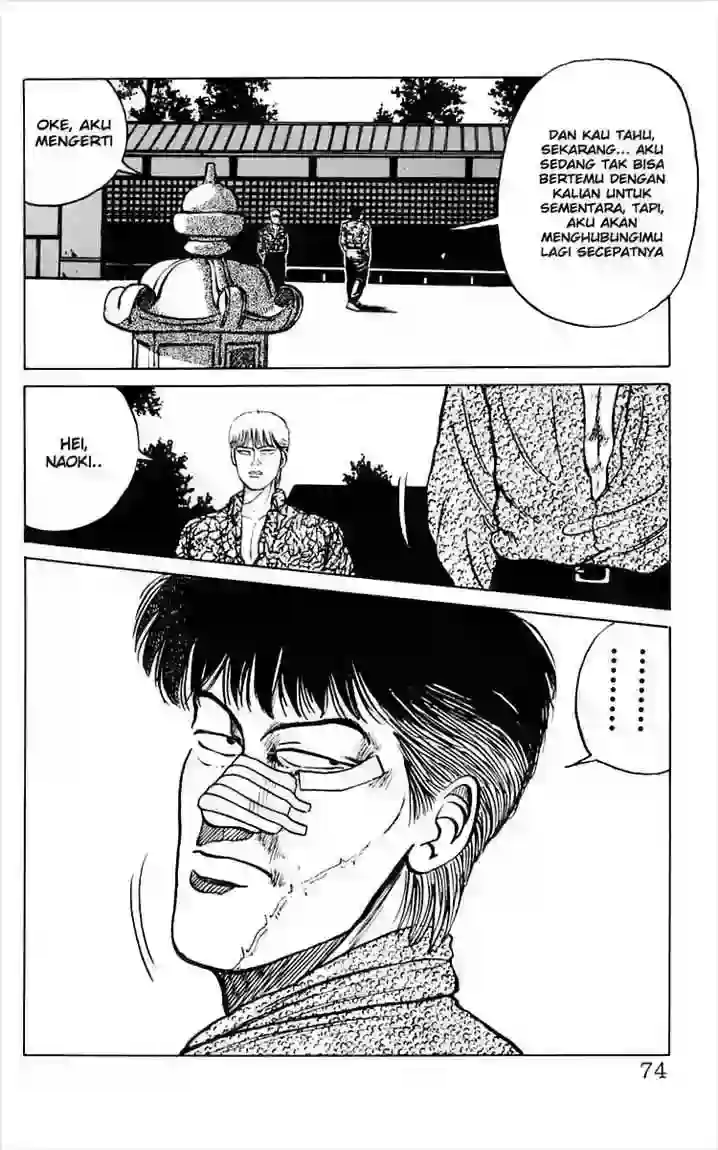 OKE, AKU
MENGERTI
DAN KAU TAHU,
SEKARANG... AKU
SEDANG TAK BISA
BERTEMU DENGAN
KALIAN UNTUK
SEMENTARA, TAPI,
AKU AKAN
MENGHUBUNGIMU
LAGI SECEPATNYA
HEI,
NAOKI..
........
........
74